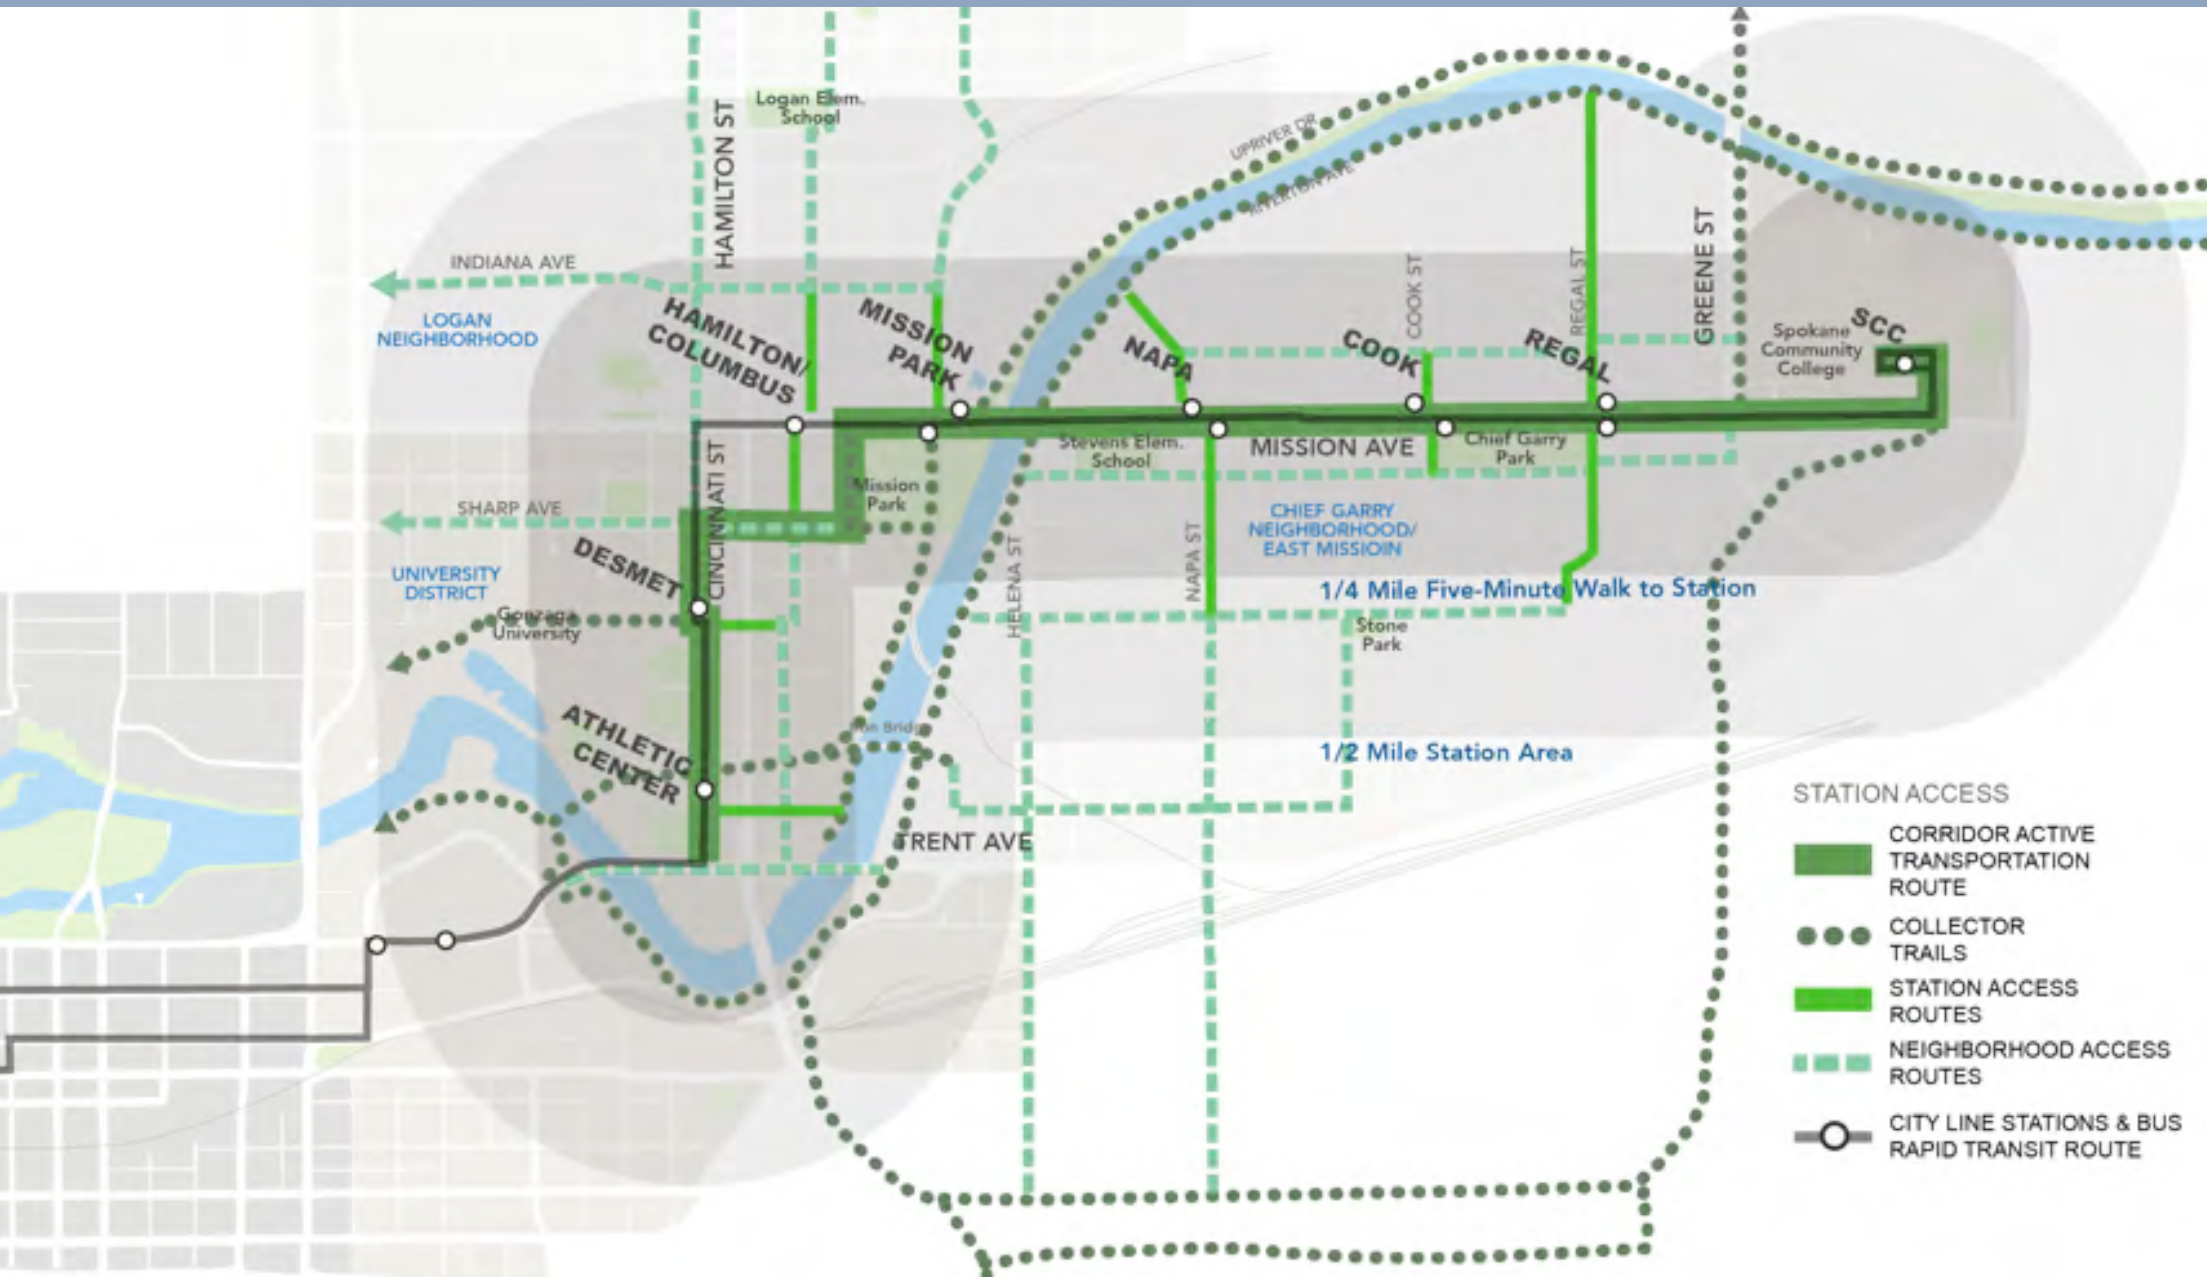 Logan Elem.
School
HAMILTON ST
UPRIVER DR
RIVERTON AVE
INDIANA AVE
LOGAN
NEIGHBORHOOD
HAMILTON/
COLUMBUS
MISSION
PARK
NAPA
COOK
COOK ST
REGAL
REGAL ST
GREENE ST
SCC
Spokane
Community
College
CINCINNATI ST
Stevens Elem.
School
MISSION AVE
Chief Garry
Park
Mission
Park
SHARP AVE
DESMET
UNIVERSITY
DISTRICT
Gonzaga
University
HELENA ST
NAPA ST
CHIEF GARRY
NEIGHBORHOOD/
EAST MISSIOIN
1/4 Mile Five-Minute Walk to Station
Stone
Park
ATHLETIC
CENTER
Bridge
1/2 Mile Station Area
TRENT AVE
STATION ACCESS
CORRIDOR ACTIVE
TRANSPORTATION
ROUTE
COLLECTOR
TRAILS
STATION ACCESS
ROUTES
NEIGHBORHOOD ACCESS
ROUTES
CITY LINE STATIONS & BUS
RAPID TRANSIT ROUTE